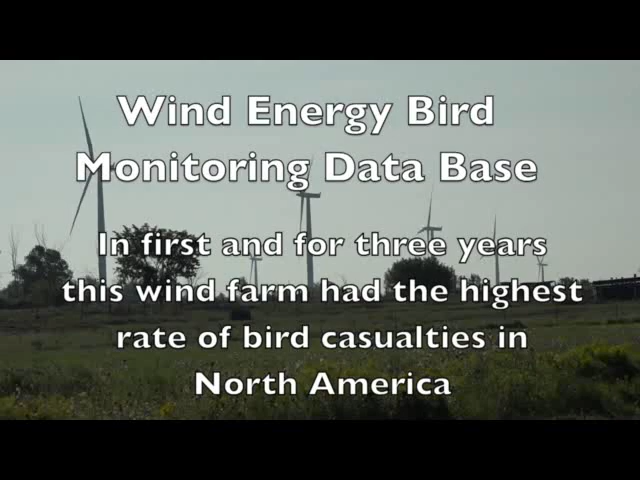 Wind Energy Bird
Monitoring Data Base
In first and for three years
this wind farm had the highest
rate of bird casualties in
North America